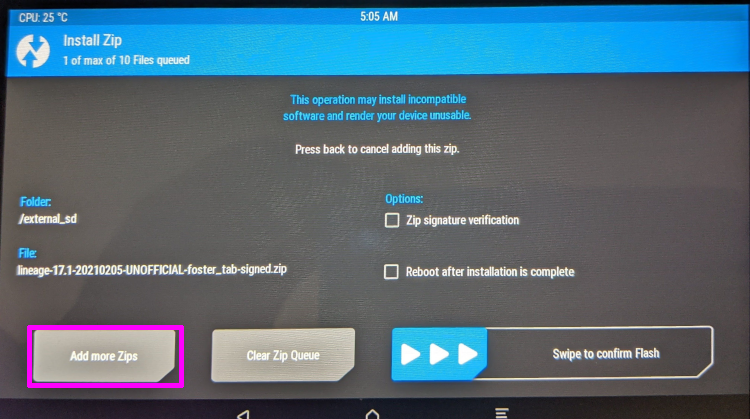 CPU: 25 °C
5:05 AM
Install Zip
1 of max of 10 Files queued
This operation may install incompatible
software and render your device unusable.
Press back to cancel adding this zip.
Folder:
/external_sd
File:
lineage-17.1-20210205-UNOFFICIAL-foster_tab-signed.zip
Options:
Zip signature verification
Reboot after installation is complete
Add more Zips
Clear Zip Queue
Swipe to confirm Flash